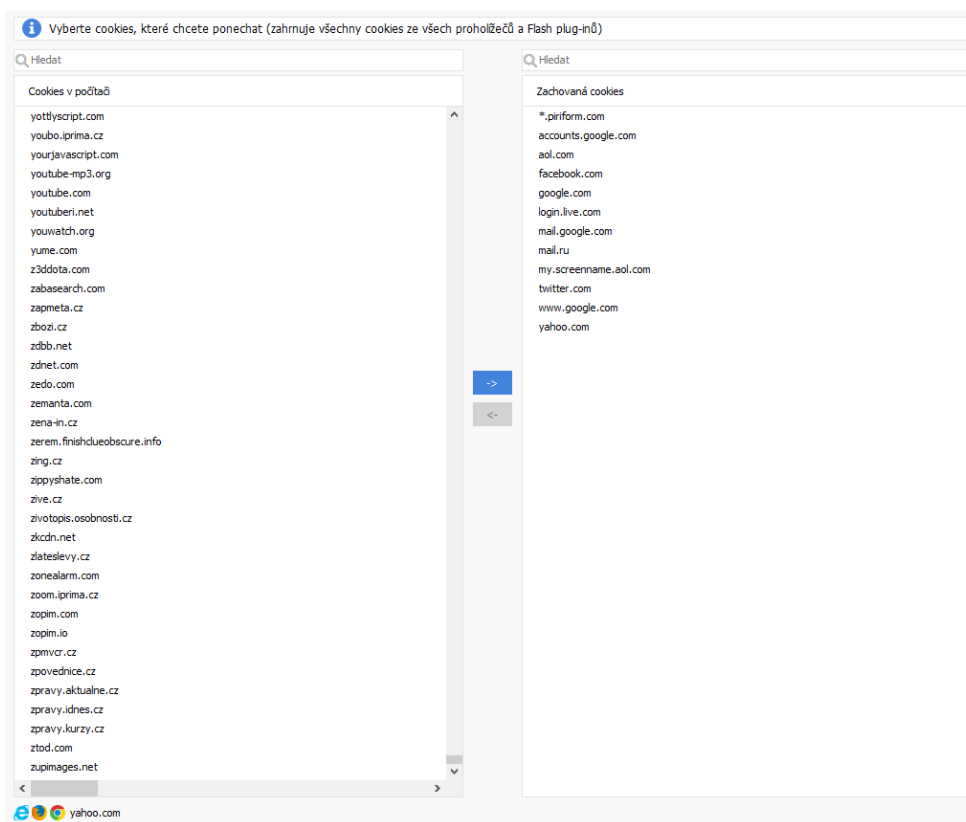 Vyberte cookies, které chcete ponechat (zahrnuje všechny cookies ze všech proholížečů a Flash plug-inů)
Hledat
Cookies v počítači
yottlyscript.com
youbo.iprima.cz
yourjavascript.com
youtube-mp3.org
youtube.com
youtuberi.net
youwatch.org
yume.com
z3ddota.com
zabasearch.com
zapmeta.cz
zbozi.cz
zdbb.net
zdnet.com
zedo.com
zemanta.com
zena-in.cz
zerem.finishclueobscure.info
zing.cz
zippyshate.com
zive.cz
zivotopis.osobnosti.cz
zkcdn.net
zlateslevy.cz
zonealarm.com
zoom.iprima.cz
zopim.com
zopim.io
zpmvcr.cz
zpovednice.cz
zpravy.aktualne.cz
zpravy.idnes.cz
zpravy.kurzy.cz
ztod.com
zupimages.net
->
<-
Hledat
Zachovaná cookies
*.piriform.com
accounts.google.com
aol.com
facebook.com
google.com
login.live.com
mail.google.com
mail.ru
my.screenname.aol.com
twitter.com
www.google.com
yahoo.com
yahoo.com